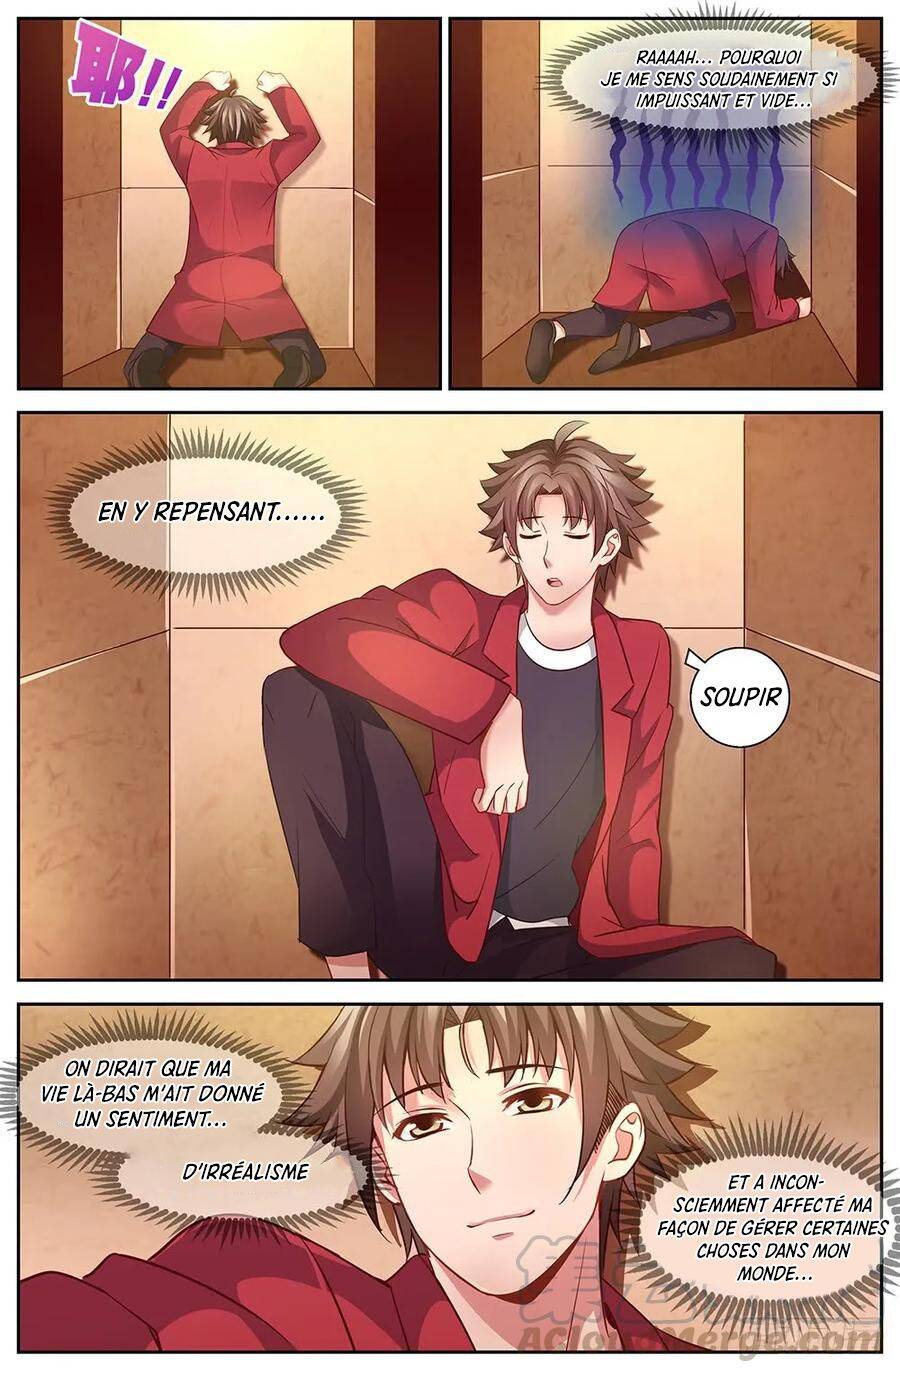 耶!!
RAAAAH... POURQUOI
JE ME SENS SOUDAINEMENT SI
IMPUISSANT ET VIDE...
EN Y REPENSANT......
SOUPIR
ON DIRAIT QUE MA
VIE LÀ-BAS M'AIT DONNÉ
UN SENTIMENT...
D'IRRÉALISME
ET A INCON-
SCIEMMENT AFFECTÉ MA
FAÇON DE GÉRER CERTAINES
CHOSES DANS MON
MONDE...
ACloudMerge.com